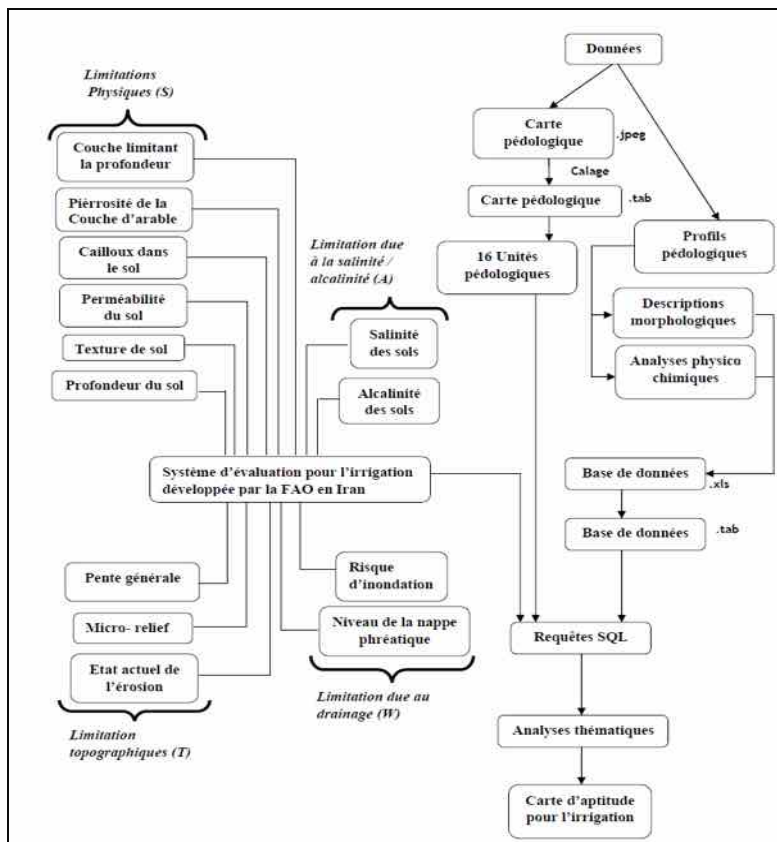 Limitations
Physiques (S)
Couche limitant
la profondeur
Pièrrosité de la
Couche d'arable
Cailloux dans
le sol
Perméabilité
du sol
Texture de sol
Profondeur du sol
Limitation due
à la salinité /
alcalinité (A)
Salinité
des sols
Alcalinité
des sols
Système d'évaluation pour l'irrigation
développée par la FAO en Iran
Pente générale
Micro- relief
Etat actuel de
l'érosion
Limitation
topographiques (T)
Risque
d'inondation
Niveau de la nappe
phréatique
Limitation due au
drainage (W)
Données
Carte
pédologique
.jpeg
Calage
Carte pédologique
.tab
16 Unités
pédologiques
Profils
pédologiques
Descriptions
morphologiques
Analyses physico
chimiques
Base de données
.xls
Base de données
.tab
Requêtes SQL
Analyses thématiques
Carte d'aptitude
pour l'irrigation